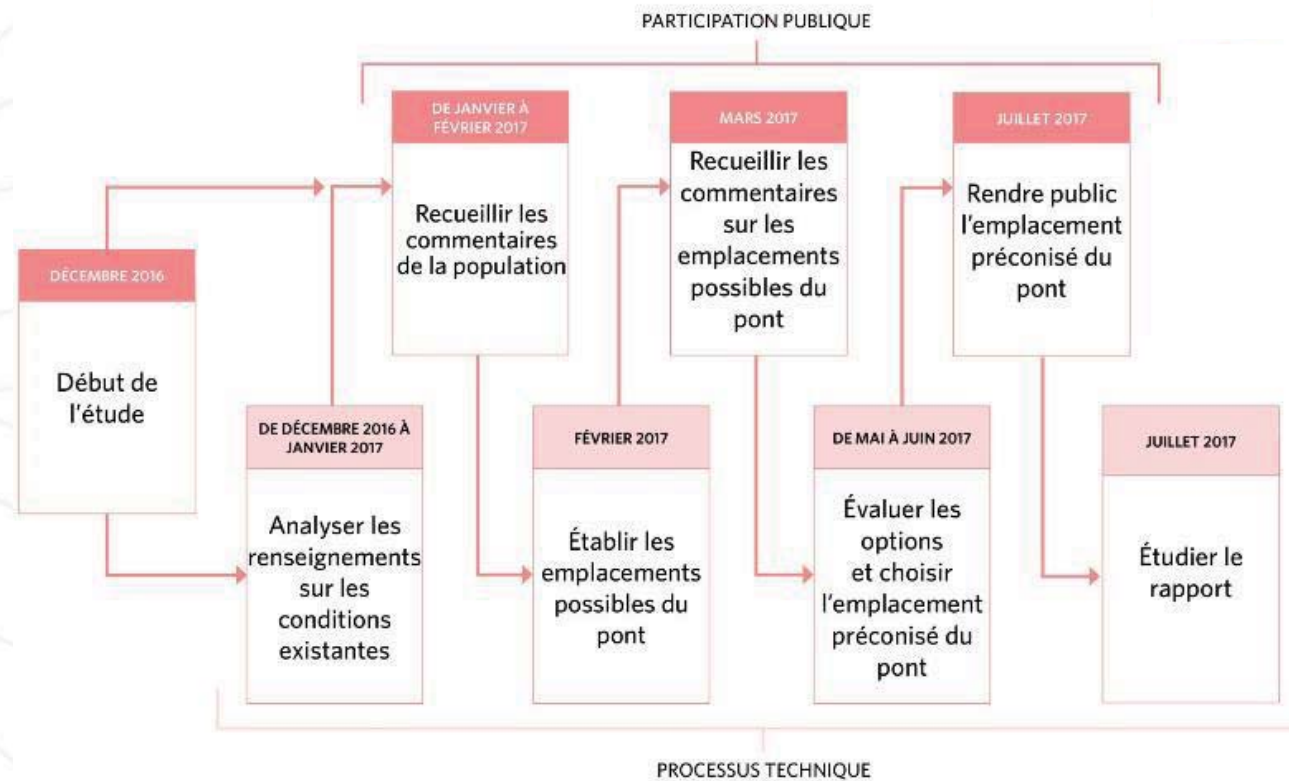 PARTICIPATION PUBLIQUE
DÉCEMBRE 2016
Début de
l'étude
DE DÉCEMBRE 2016 À
JANVIER 2017
Analyser les
renseignements
sur les
conditions
existantes
DE JANVIER À
FÉVRIER 2017
Recueillir les
commentaires
de la population
FÉVRIER 2017
Établir les
emplacements
possibles du
pont
MARS 2017
Recueillir les
commentaires
sur les
emplacements
possibles du
pont
DE MAI À JUIN 2017
Évaluer les
options
et choisir
l'emplacement
préconisé du
pont
JUILLET 2017
Rendre public
l'emplacement
préconisé du
pont
JUILLET 2017
Étudier le
rapport
PROCESSUS TECHNIQUE